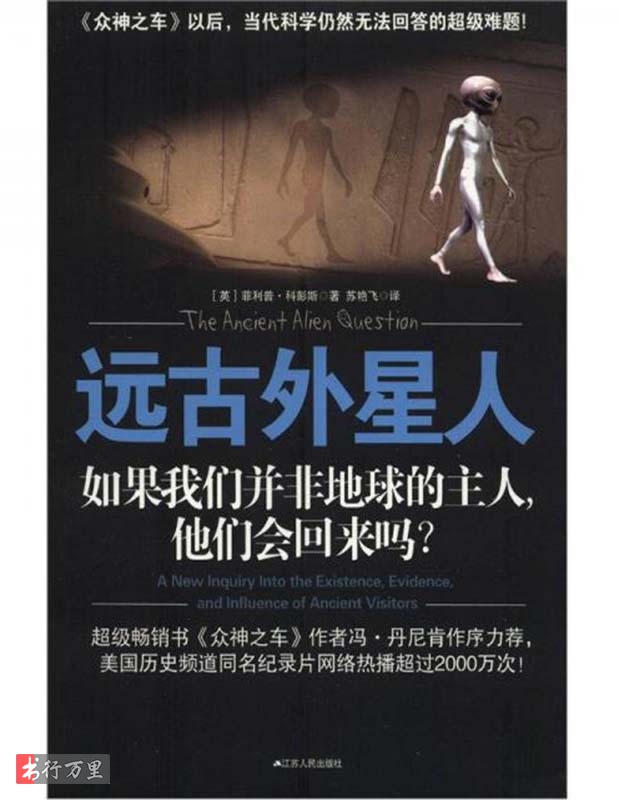 《众神之车》以后，当代科学仍然无法回答的超级难题！
［英］菲利普·科彭斯◎著 苏艳飞◎译
The Ancient Alien Question
远古外星人
如果我们并非地球的主人，
他们会回来吗？
A New Inquiry Into the Existence, Evidence,
and Influence of Ancient Visitors
超级畅销书《众神之车》作者冯·丹尼肯作序力荐，
美国历史频道同名纪录片网络热播超过2000万次！
书行万里
江苏人民出版社